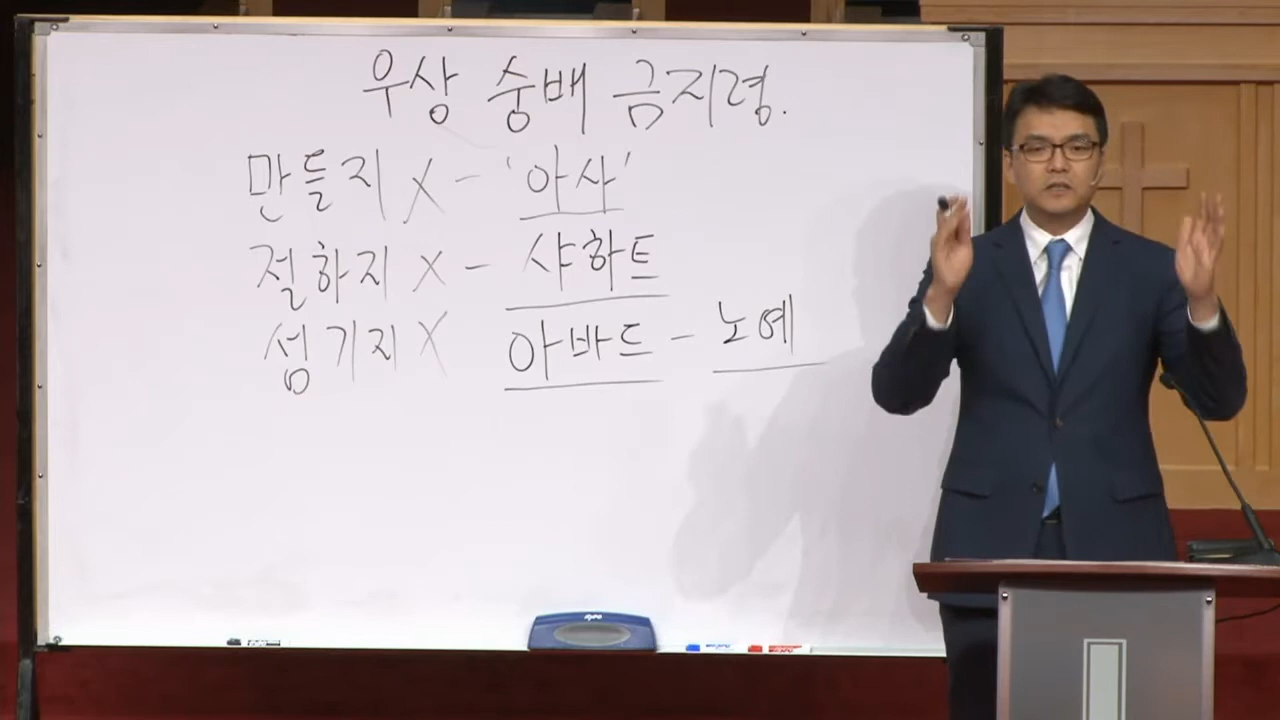 우상 숭배 금지령.
만들지 X - '아사'
절하지 X - 샤하트
섬기지 X 아바드 - 노예